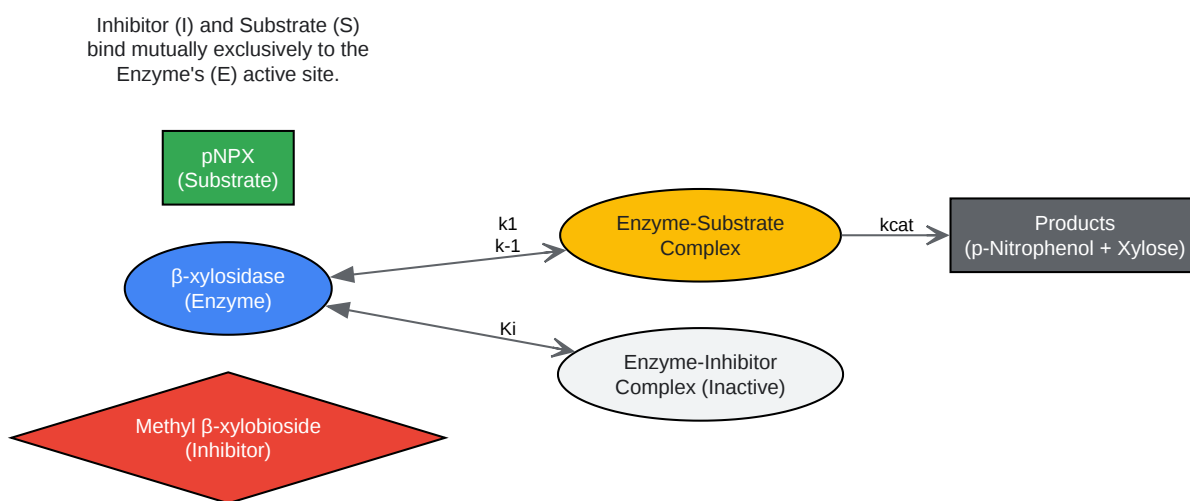 Inhibitor (I) and Substrate (S)
bind mutually exclusively to the
Enzyme's (E) active site.
pNPX
(Substrate)
k1
k-1
Enzyme-Substrate
Complex
kcat
Products
(p-Nitrophenol + Xylose)
β-xylosidase
(Enzyme)
Ki
Enzyme-Inhibitor
Complex (Inactive)
Methyl β-xylobioside
(Inhibitor)